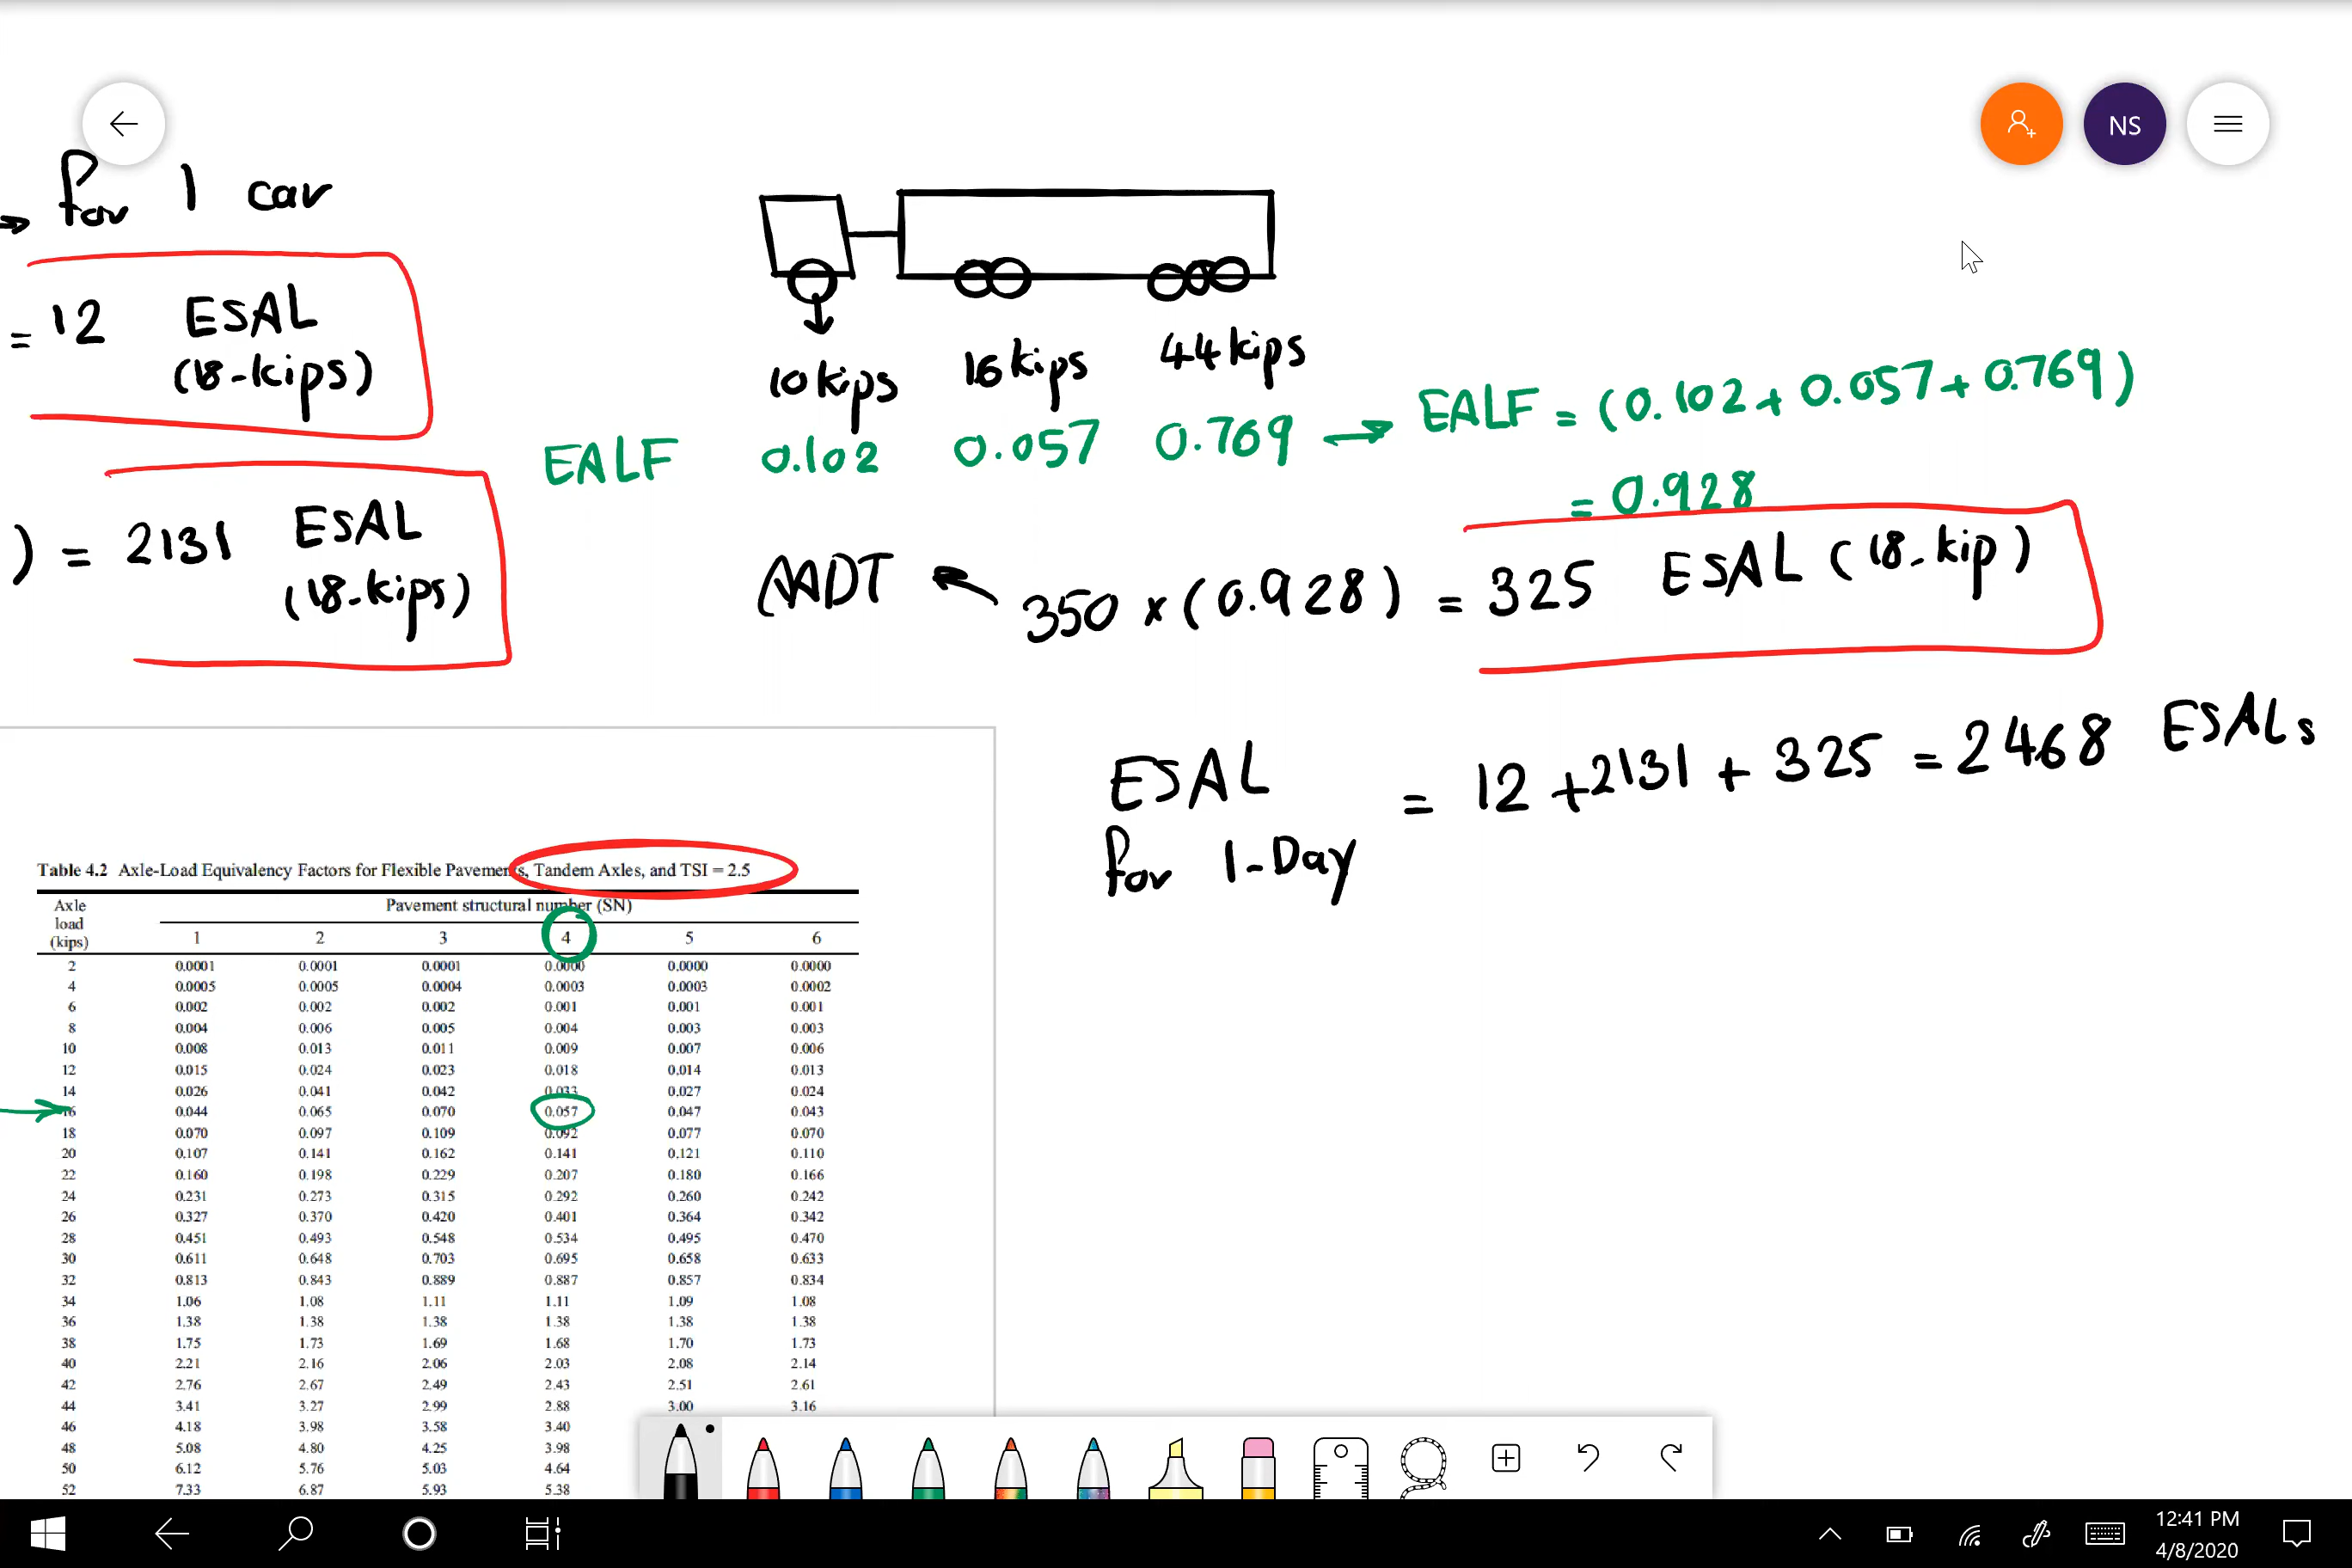 NS
for 1 car
= 12 ESAL
(18-kips)
) = 2131 ESAL
(18-kips)
10kips 16kips 44kips
EALF 0.102 0.057 0.769 → EALF = (0.102 + 0.057 + 0.769)
= 0.928
AADT 350 x (0.928) = 325 ESAL (18-kip)
ESAL
for 1-Day = 12 + 2131 + 325 = 2468 ESALs
Table 4.2 Axle-Load Equivalency Factors for Flexible Pavements, Tandem Axles, and TSI = 2.5
Axle load (kips) Pavement structural number (SN)
1 2 3 4 5 6
2 0.0001 0.0001 0.0001 0.0000 0.0000 0.0000
4 0.0005 0.0005 0.0004 0.0003 0.0003 0.0002
6 0.002 0.002 0.002 0.001 0.001 0.001
8 0.004 0.006 0.005 0.004 0.003 0.003
10 0.008 0.013 0.011 0.009 0.007 0.006
12 0.015 0.024 0.023 0.018 0.014 0.013
14 0.026 0.041 0.042 0.033 0.027 0.024
16 0.044 0.065 0.070 0.057 0.047 0.043
18 0.070 0.097 0.109 0.092 0.077 0.070
20 0.107 0.141 0.162 0.141 0.121 0.110
22 0.160 0.198 0.229 0.207 0.180 0.166
24 0.231 0.273 0.315 0.292 0.260 0.242
26 0.327 0.370 0.420 0.401 0.364 0.342
28 0.451 0.493 0.548 0.534 0.495 0.470
30 0.611 0.648 0.703 0.695 0.658 0.633
32 0.813 0.843 0.889 0.887 0.857 0.834
34 1.06 1.08 1.11 1.11 1.09 1.08
36 1.38 1.38 1.38 1.38 1.38 1.38
38 1.75 1.73 1.69 1.68 1.70 1.73
40 2.21 2.16 2.06 2.03 2.08 2.14
42 2.76 2.67 2.49 2.43 2.51 2.61
44 3.41 3.27 2.99 2.88 3.00 3.16
46 4.18 3.98 3.58 3.40
48 5.08 4.80 4.25 3.98
50 6.12 5.76 5.03 4.64
52 7.33 6.87 5.93 5.38
12:41 PM
4/8/2020